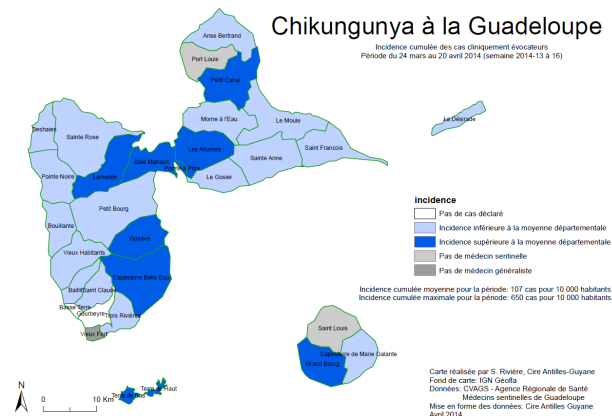 Chikungunya à la Guadeloupe
Incidence cumulée des cas cliniquement évocateurs
Période du 24 mars au 20 avril 2014 (semaine 2014-13 à 16)
Anse Bertrand
Port Louis
Petit Canal
Morne à l'Eau
Le Moule
La Désirade
Deshaies
Sainte Rose
Les Abymes
Baie Mahault
Saint François
Sainte Anne
Pointe à Pitre
Le Gosier
Pointe Noire
Lamentin
Petit Bourg
Bouillante
Goyave
Vieux Habitants
Capesterre Belle Eau
Baillif
Saint Claude
Basse Terre
Gourbeyre
Trois Rivières
Vieux Fort
Terre de Haut
Terre de Bas
Saint Louis
Capesterre de Marie Galante
Grand Bourg
incidence
Pas de cas déclaré
Incidence inférieure à la moyenne départementale
Incidence supérieure à la moyenne départementale
Pas de médecin sentinelle
Pas de médecin généraliste
Incidence cumulée moyenne pour la période: 107 cas pour 10 000 habitants
Incidence cumulée maximale pour la période: 650 cas pour 10 000 habitants
Carte réalisée par S. Rivière, Cire Antilles-Guyane
Fond de carte: IGN Géofla
Données: CVAGS - Agence Régionale de Santé
Médecins sentinelles de Guadeloupe
Mise en forme des données: Cire Antilles Guyane
Avril 2014
N
0 10 Km